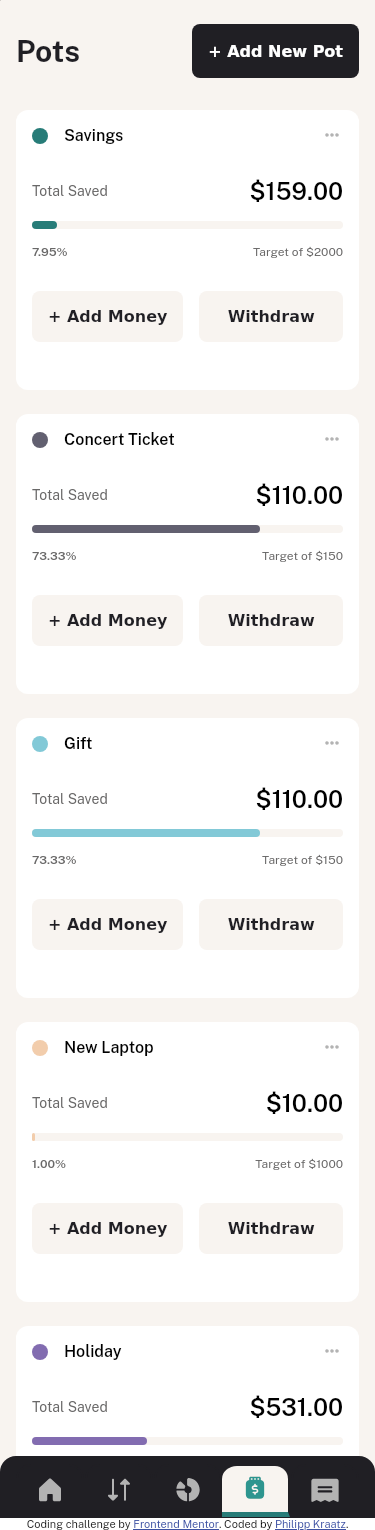 Pots
+ Add New Pot
Savings
Total Saved
$159.00
7.95%
Target of $2000
+ Add Money
Withdraw
Concert Ticket
Total Saved
$110.00
73.33%
Target of $150
+ Add Money
Withdraw
Gift
Total Saved
$110.00
73.33%
Target of $150
+ Add Money
Withdraw
New Laptop
Total Saved
$10.00
1.00%
Target of $1000
+ Add Money
Withdraw
Holiday
Total Saved
$531.00
Coding challenge by Frontend Mentor. Coded by Philipp Kraatz.